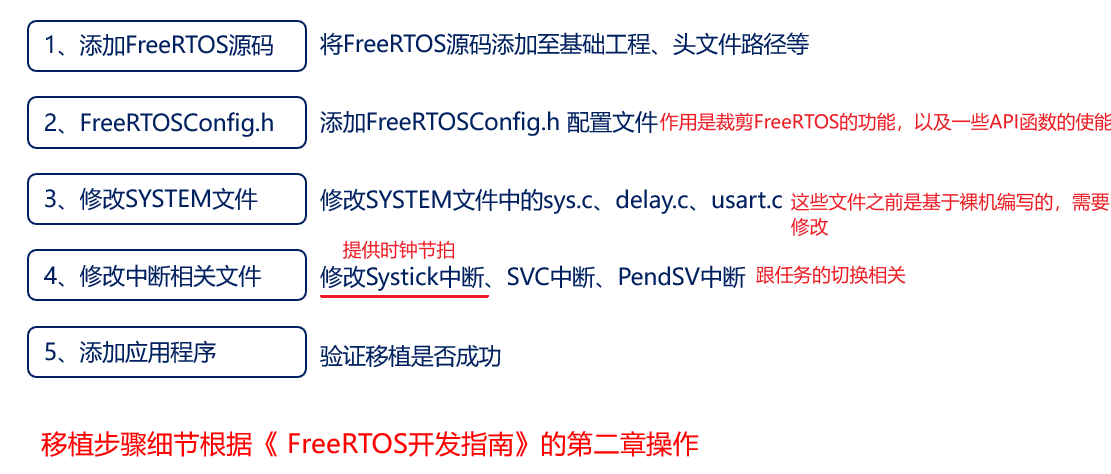 1、添加FreeRTOS源码 将FreeRTOS源码添加至基础工程、头文件路径等
2、FreeRTOSConfig.h 添加FreeRTOSConfig.h 配置文件作用是裁剪FreeRTOS的功能，以及一些API函数的使能
3、修改SYSTEM文件 修改SYSTEM文件中的sys.c、delay.c、usart.c 这些文件之前是基于裸机编写的，需要
修改
提供时钟节拍
4、修改中断相关文件 修改Systick中断、SVC中断、PendSV中断 跟任务的切换相关
5、添加应用程序 验证移植是否成功
移植步骤细节根据《 FreeRTOS开发指南》的第二章操作